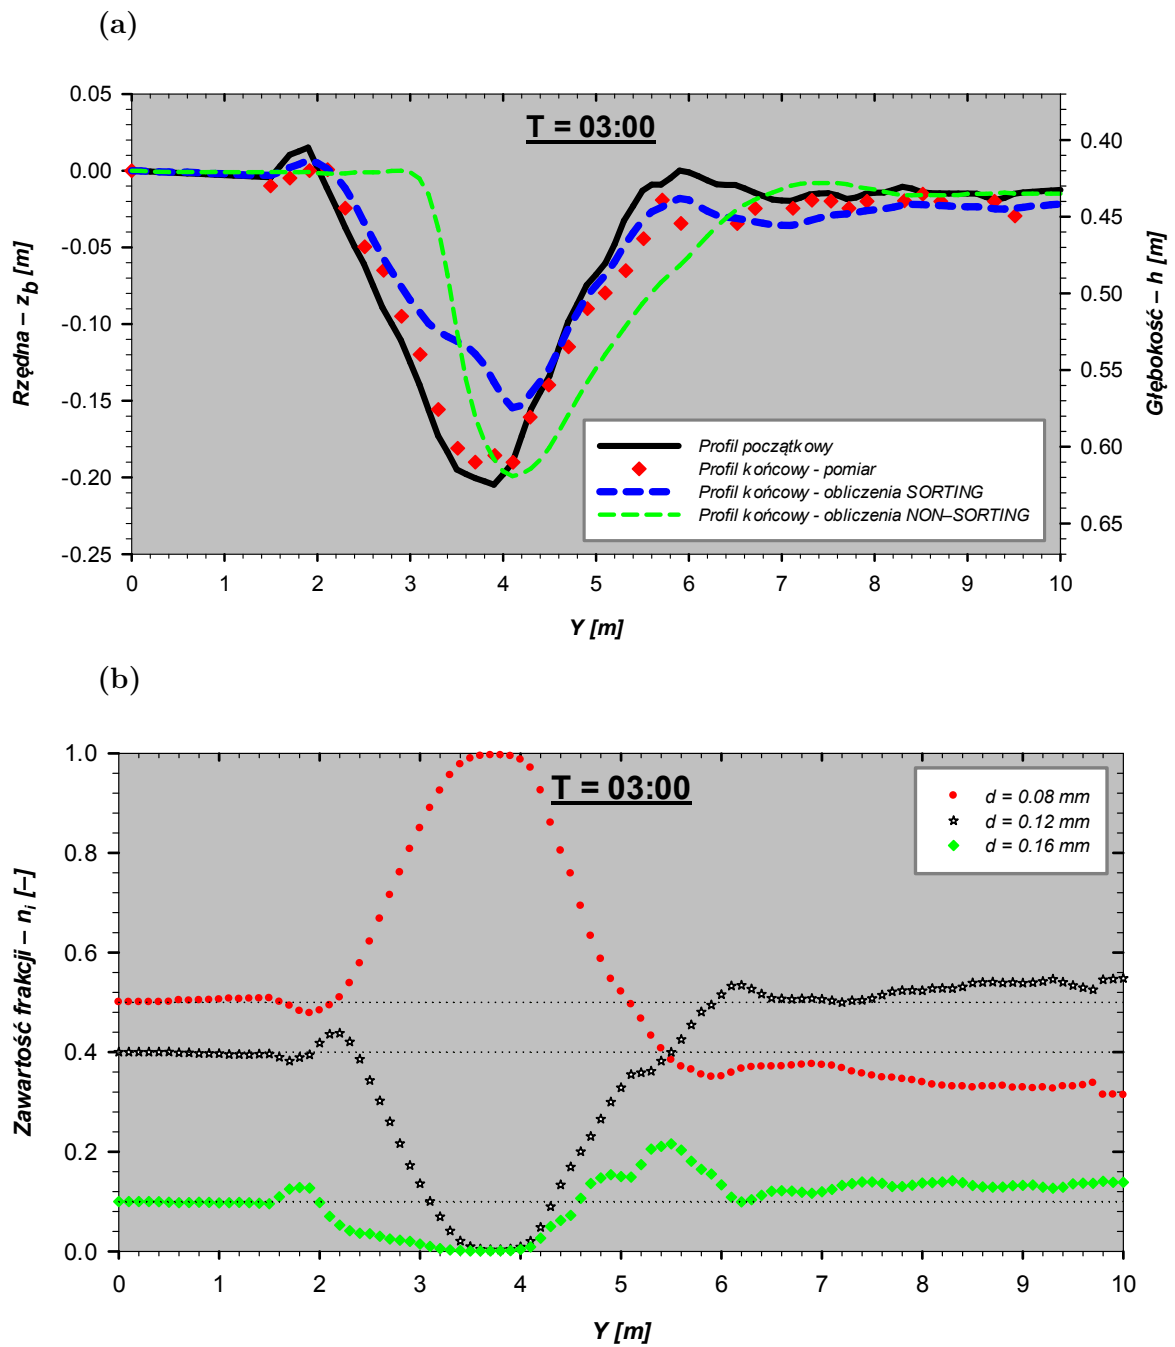 (a)
T = 03:00
0.05
0.00
-0.05
-0.10
-0.15
-0.20
-0.25
Rzędna – zb [m]
0.40
0.45
0.50
0.55
0.60
0.65
Głębokość – h [m]
Profil początkowy
Profil końcowy - pomiar
Profil końcowy - obliczenia SORTING
Profil końcowy - obliczenia NON–SORTING
0 1 2 3 4 5 6 7 8 9 10
Y [m]
(b)
T = 03:00
1.0
0.8
0.6
0.4
0.2
0.0
Zawartość frakcji – ni [–]
d = 0.08 mm
d = 0.12 mm
d = 0.16 mm
0 1 2 3 4 5 6 7 8 9 10
Y [m]